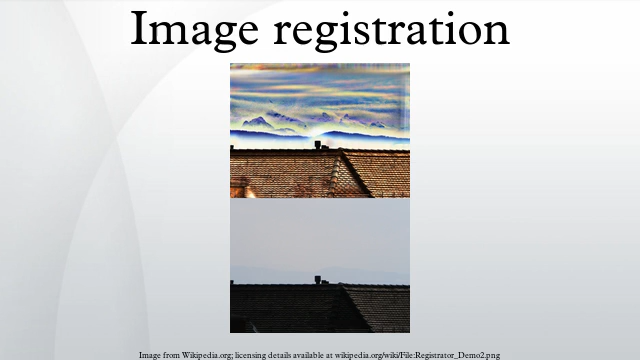 Image registration
Image from Wikipedia.org; licensing details available at wikipedia.org/wiki/File:Registrator_Demo2.png